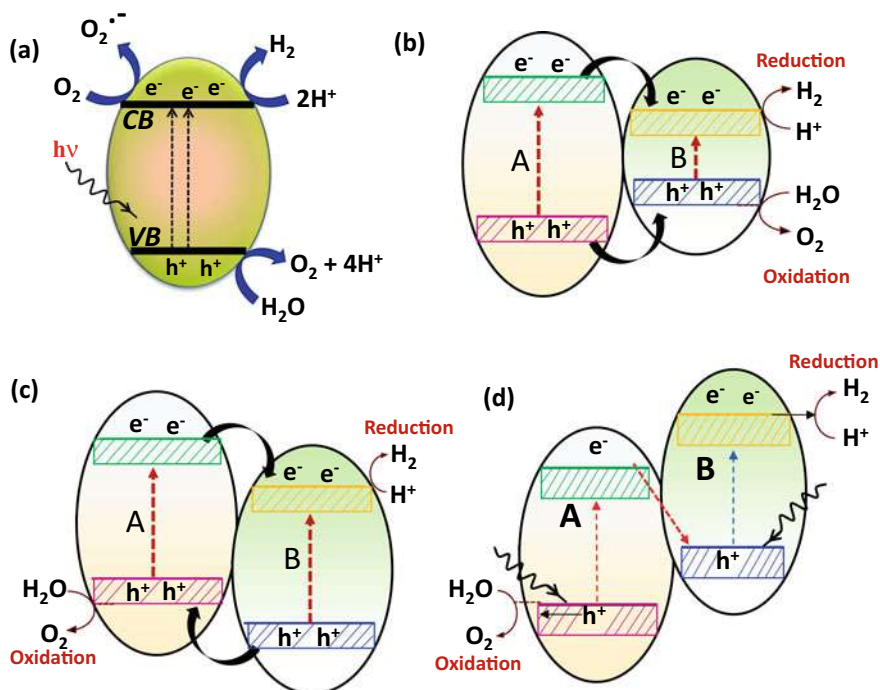 (a)
O₂•⁻
H₂
O₂
e⁻ e⁻ e⁻
2H⁺
CB
hν
VB
h⁺ h⁺
O₂ + 4H⁺
H₂O
(b)
e⁻ e⁻
A
h⁺ h⁺
e⁻ e⁻
B
h⁺ h⁺
Reduction
H₂
H⁺
H₂O
O₂
Oxidation
(c)
e⁻ e⁻
A
h⁺ h⁺
H₂O
O₂
Oxidation
Reduction
H₂
H⁺
e⁻ e⁻
B
h⁺ h⁺
(d)
e⁻
A
h⁺
H₂O
O₂
Oxidation
Reduction
H₂
H⁺
e⁻ e⁻
B
h⁺